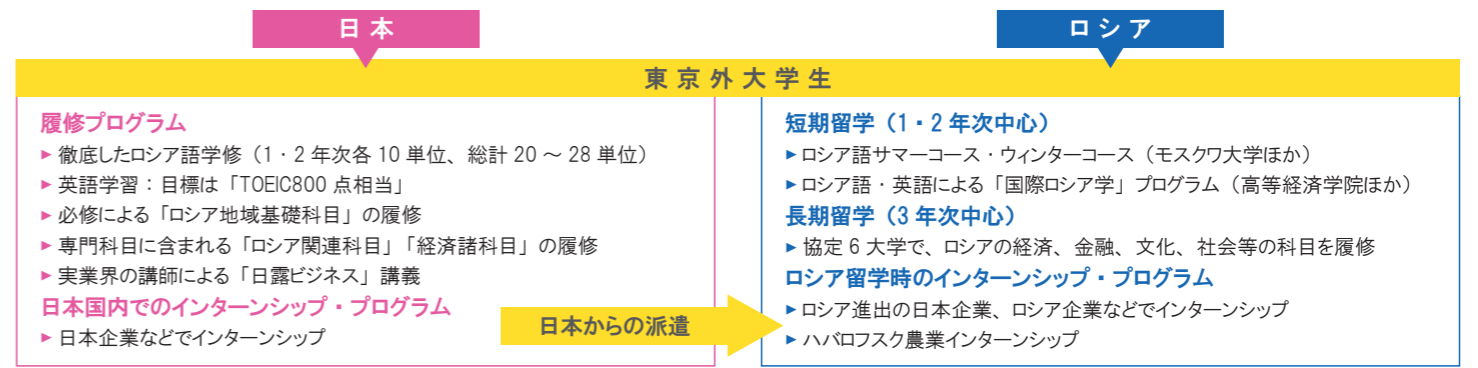 日本
ロシア
東京外大学生
履修プログラム
▶ 徹底したロシア語学修（1・2 年次各 10 単位、総計 20 ～ 28 単位）
▶ 英語学習：目標は「TOEIC800 点相当」
▶ 必修による「ロシア地域基礎科目」の履修
▶ 専門科目に含まれる「ロシア関連科目」「経済諸科目」の履修
▶ 実業界の講師による「日露ビジネス」講義
日本国内でのインターンシップ・プログラム
▶ 日本企業などでインターンシップ
日本からの派遣
短期留学（1・2 年次中心）
▶ ロシア語サマーコース・ウィンターコース（モスクワ大学ほか）
▶ ロシア語・英語による「国際ロシア学」プログラム（高等経済学院ほか）
長期留学（3 年次中心）
▶ 協定 6 大学で、ロシアの経済、金融、文化、社会等の科目を履修
ロシア留学時のインターンシップ・プログラム
▶ ロシア進出の日本企業、ロシア企業などでインターンシップ
▶ ハバロフスク農業インターンシップ